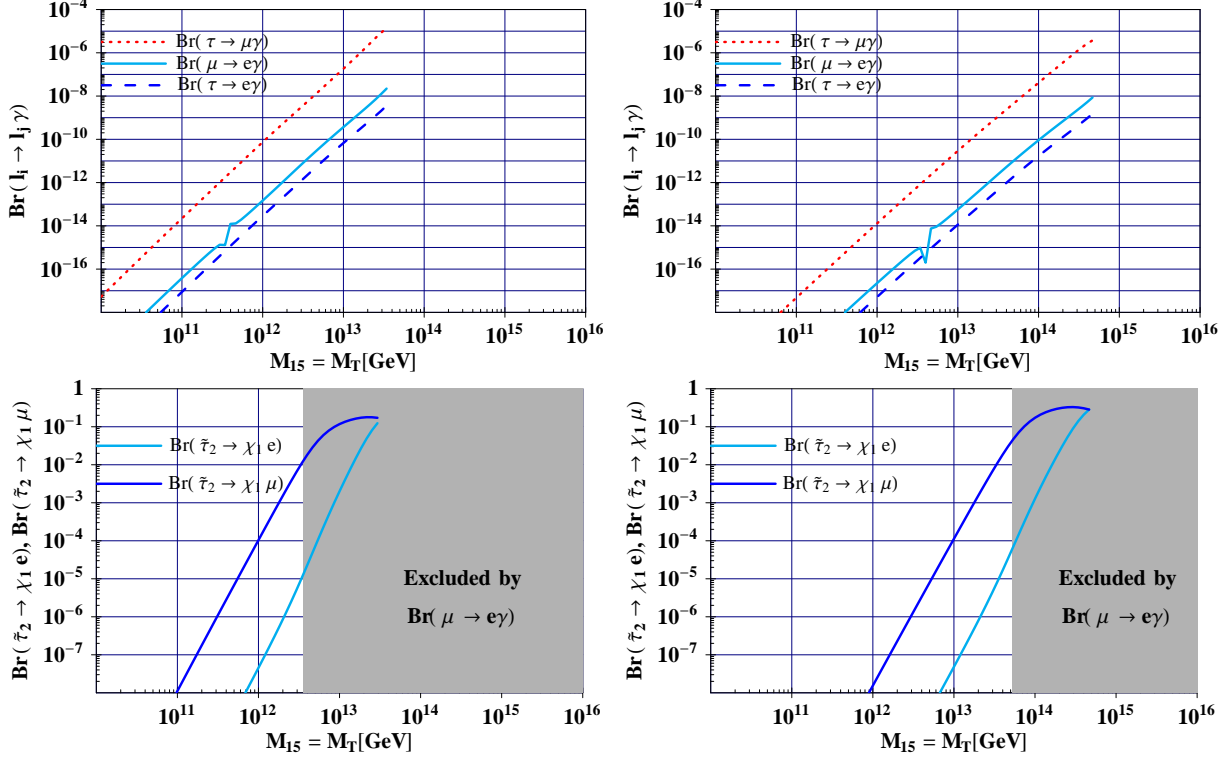 10⁻⁴
10⁻⁶
10⁻⁸
10⁻¹⁰
10⁻¹²
10⁻¹⁴
10⁻¹⁶
Br( lᵢ → lⱼ γ)
Br( τ → μγ)
Br( μ → eγ)
Br( τ → eγ)
10¹¹ 10¹² 10¹³ 10¹⁴ 10¹⁵ 10¹⁶
M₁₅ = M_T[GeV]
10⁻⁴
10⁻⁶
10⁻⁸
10⁻¹⁰
10⁻¹²
10⁻¹⁴
10⁻¹⁶
Br( lᵢ → lⱼ γ)
Br( τ → μγ)
Br( μ → eγ)
Br( τ → eγ)
10¹¹ 10¹² 10¹³ 10¹⁴ 10¹⁵ 10¹⁶
M₁₅ = M_T[GeV]
1
10⁻¹
10⁻²
10⁻³
10⁻⁴
10⁻⁵
10⁻⁶
10⁻⁷
Br( τ̃₂ → χ₁ e), Br( τ̃₂ → χ₁ μ)
Br( τ̃₂ → χ₁ e)
Br( τ̃₂ → χ₁ μ)
Excluded by
Br( μ → eγ)
10¹¹ 10¹² 10¹³ 10¹⁴ 10¹⁵ 10¹⁶
M₁₅ = M_T[GeV]
1
10⁻¹
10⁻²
10⁻³
10⁻⁴
10⁻⁵
10⁻⁶
10⁻⁷
Br( τ̃₂ → χ₁ e), Br( τ̃₂ → χ₁ μ)
Br( τ̃₂ → χ₁ e)
Br( τ̃₂ → χ₁ μ)
Excluded by
Br( μ → eγ)
10¹¹ 10¹² 10¹³ 10¹⁴ 10¹⁵ 10¹⁶
M₁₅ = M_T[GeV]